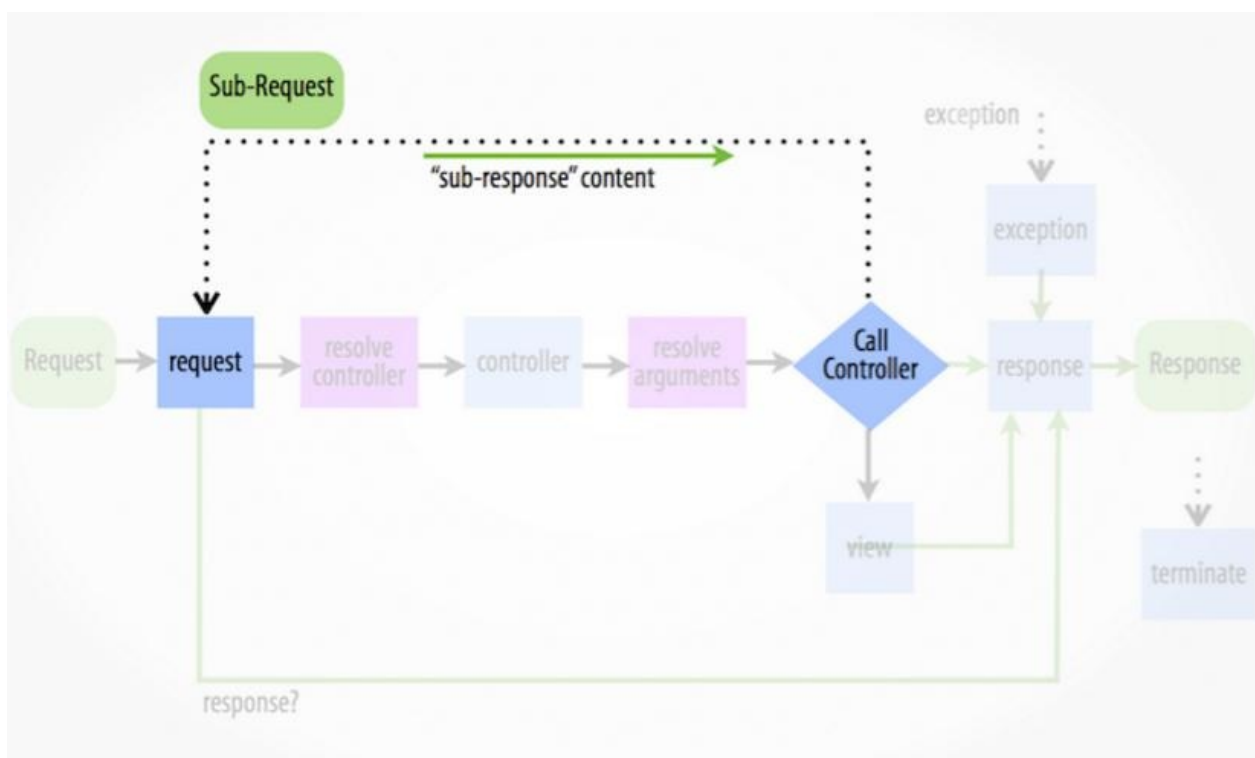 Sub-Request
exception
"sub-response" content
exception
Request
request
resolve
controller
controller
resolve
arguments
Call
Controller
response
Response
view
terminate
response?